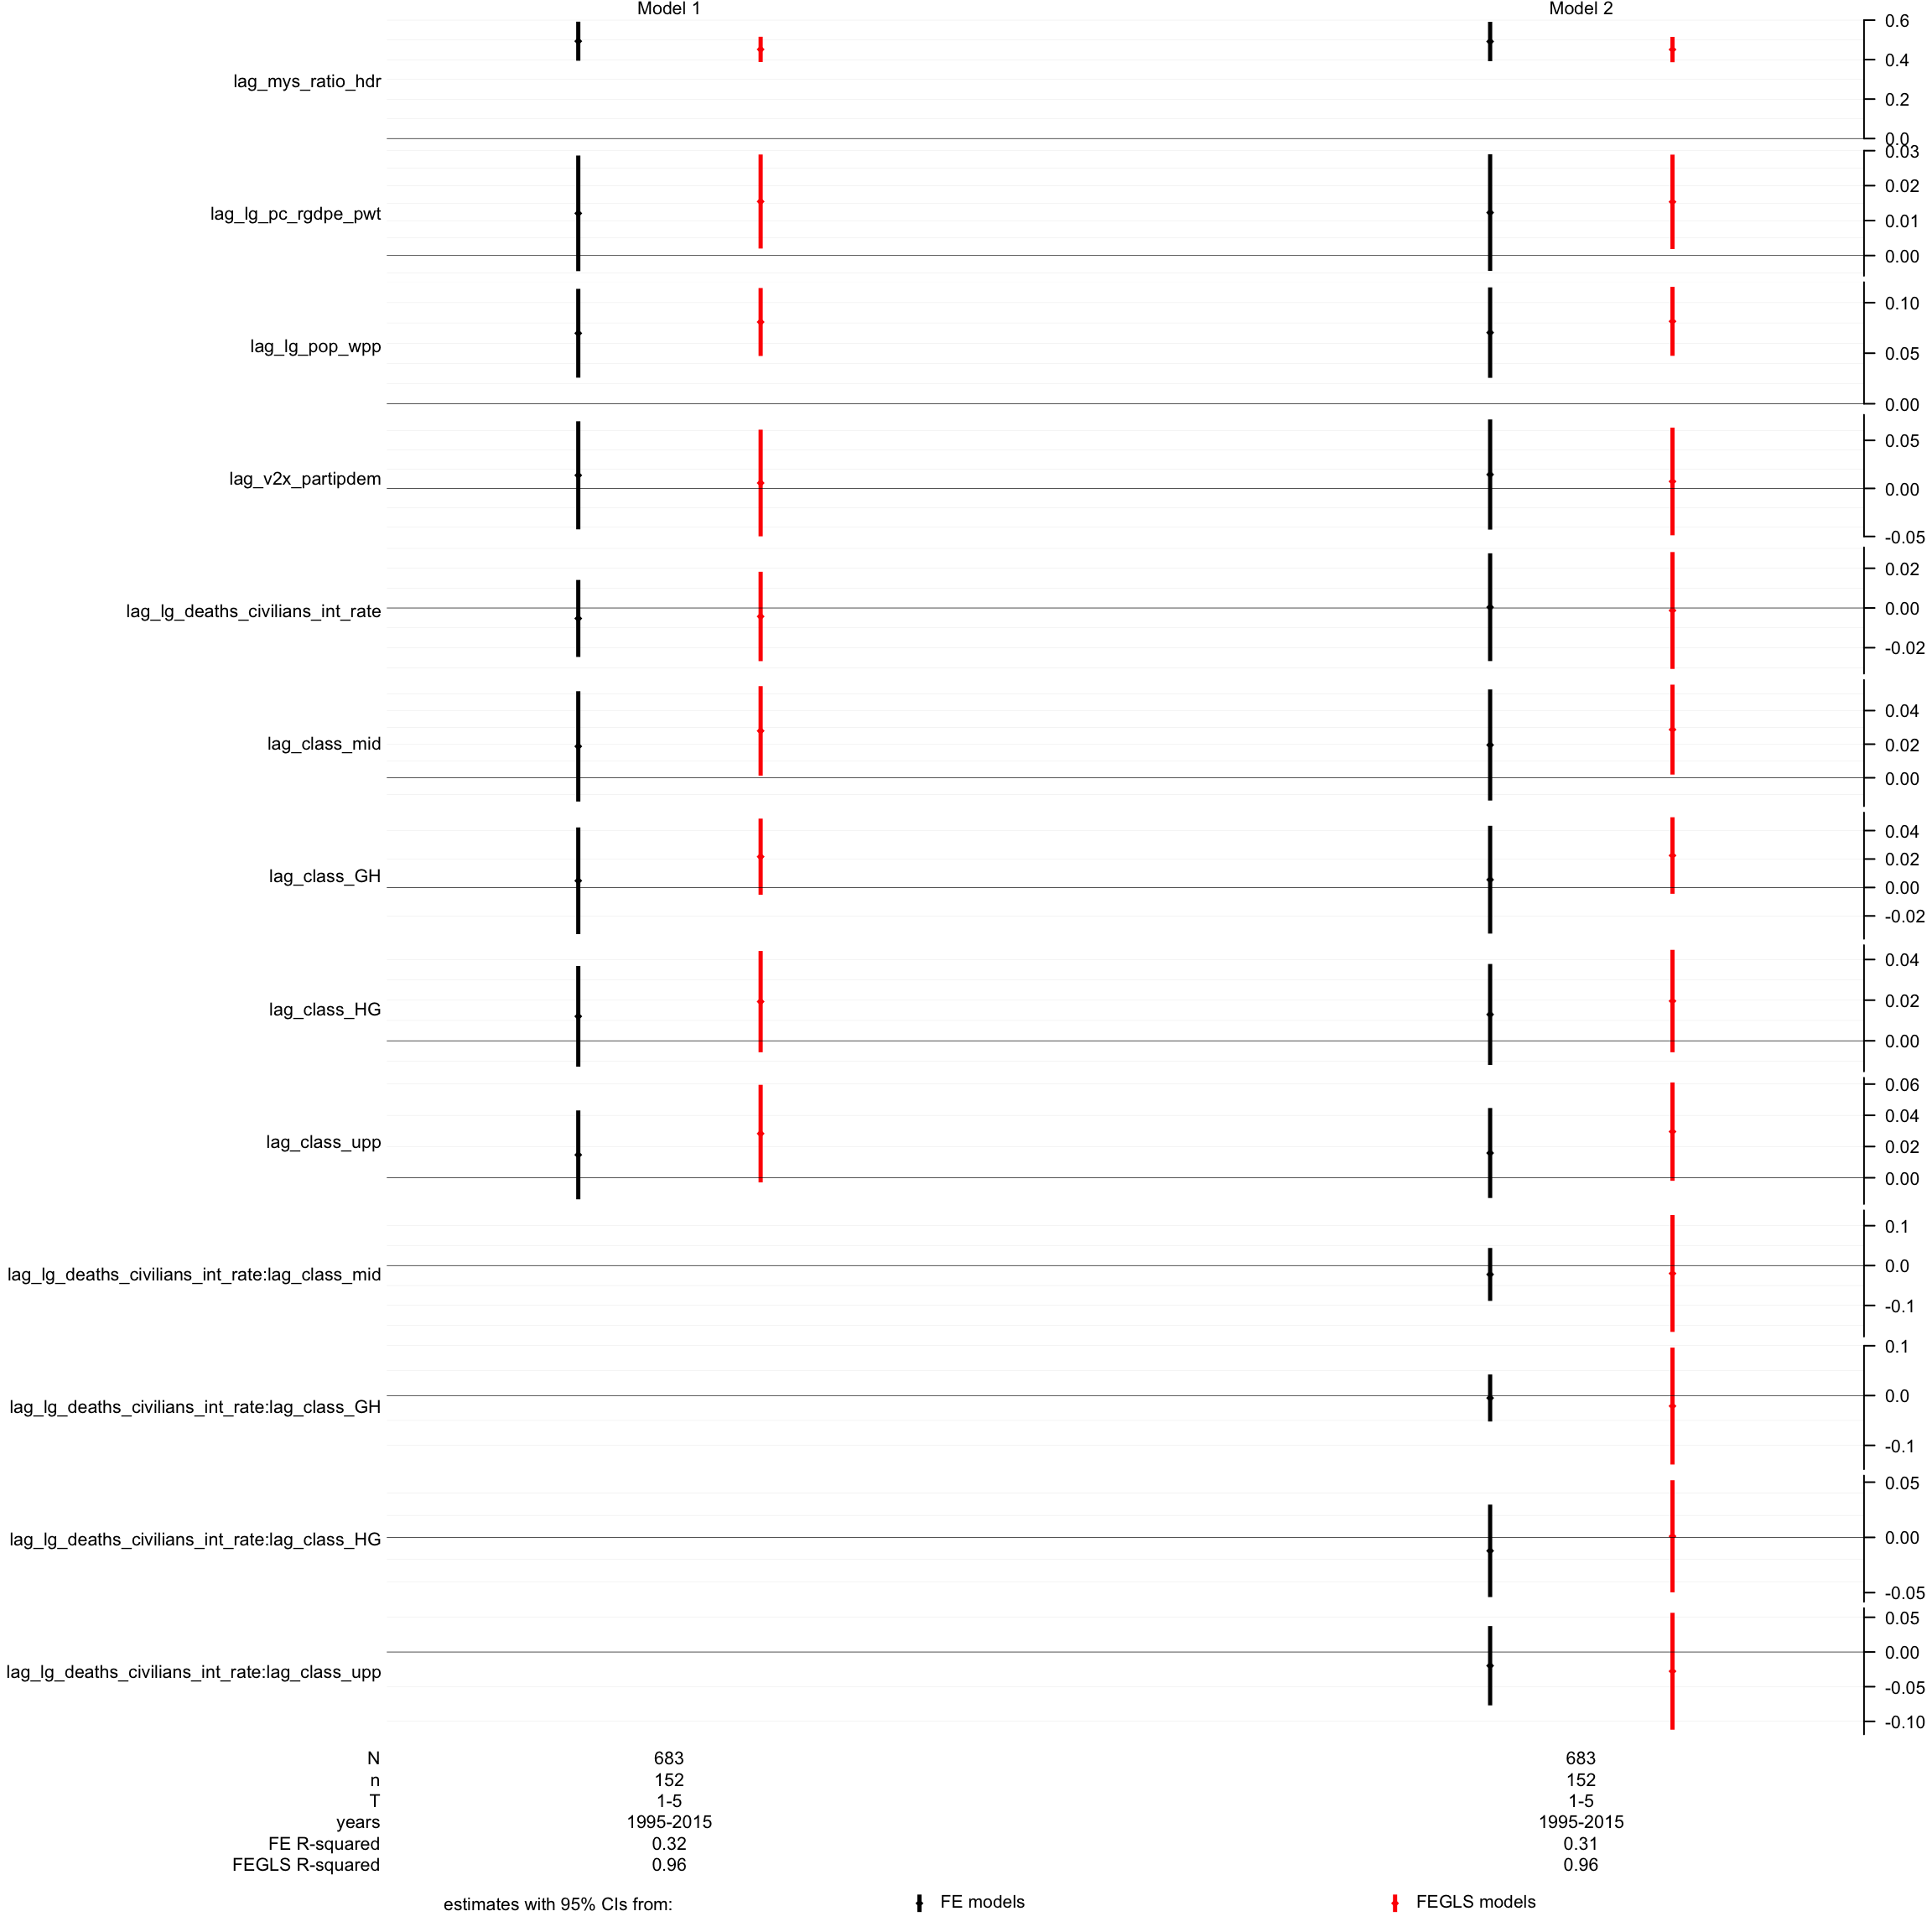 Model 1 Model 2
lag_mys_ratio_hdr
0.6
0.4
0.2
0.0
lag_lg_pc_rgdpe_pwt
0.03
0.02
0.01
0.00
lag_lg_pop_wpp
0.10
0.05
0.00
lag_v2x_partipdem
0.05
0.00
-0.05
lag_lg_deaths_civilians_int_rate
0.02
0.00
-0.02
lag_class_mid
0.04
0.02
0.00
lag_class_GH
0.04
0.02
0.00
-0.02
lag_class_HG
0.04
0.02
0.00
lag_class_upp
0.06
0.04
0.02
0.00
lag_lg_deaths_civilians_int_rate:lag_class_mid
0.1
0.0
-0.1
lag_lg_deaths_civilians_int_rate:lag_class_GH
0.1
0.0
-0.1
lag_lg_deaths_civilians_int_rate:lag_class_HG
0.05
0.00
-0.05
lag_lg_deaths_civilians_int_rate:lag_class_upp
0.05
0.00
-0.05
-0.10
N 683 683
n 152 152
T 1-5 1-5
years 1995-2015 1995-2015
FE R-squared 0.32 0.31
FEGLS R-squared 0.96 0.96
estimates with 95% CIs from: FE models FEGLS models